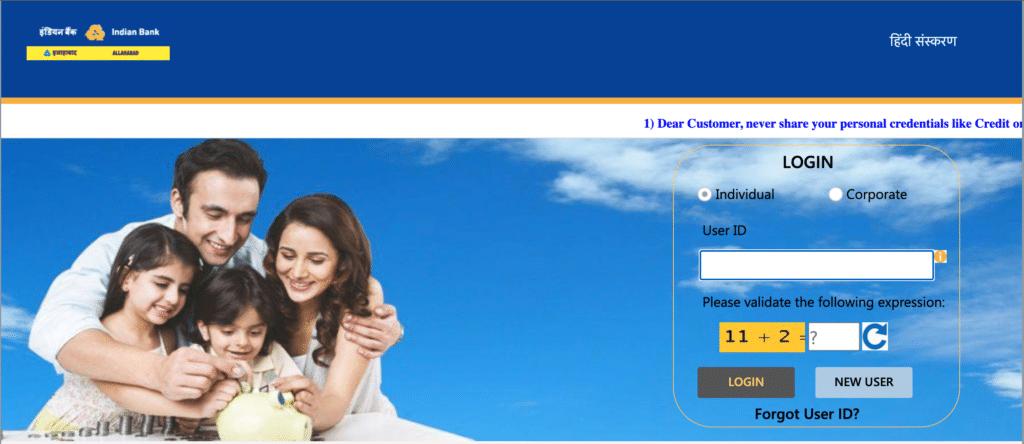 इंडियन बैंक Indian Bank
इलाहाबाद ALLAHABAD
हिंदी संस्करण
1) Dear Customer, never share your personal credentials like Credit or
LOGIN
Individual Corporate
User ID
Please validate the following expression:
11 + 2 = ?
LOGIN NEW USER
Forgot User ID?